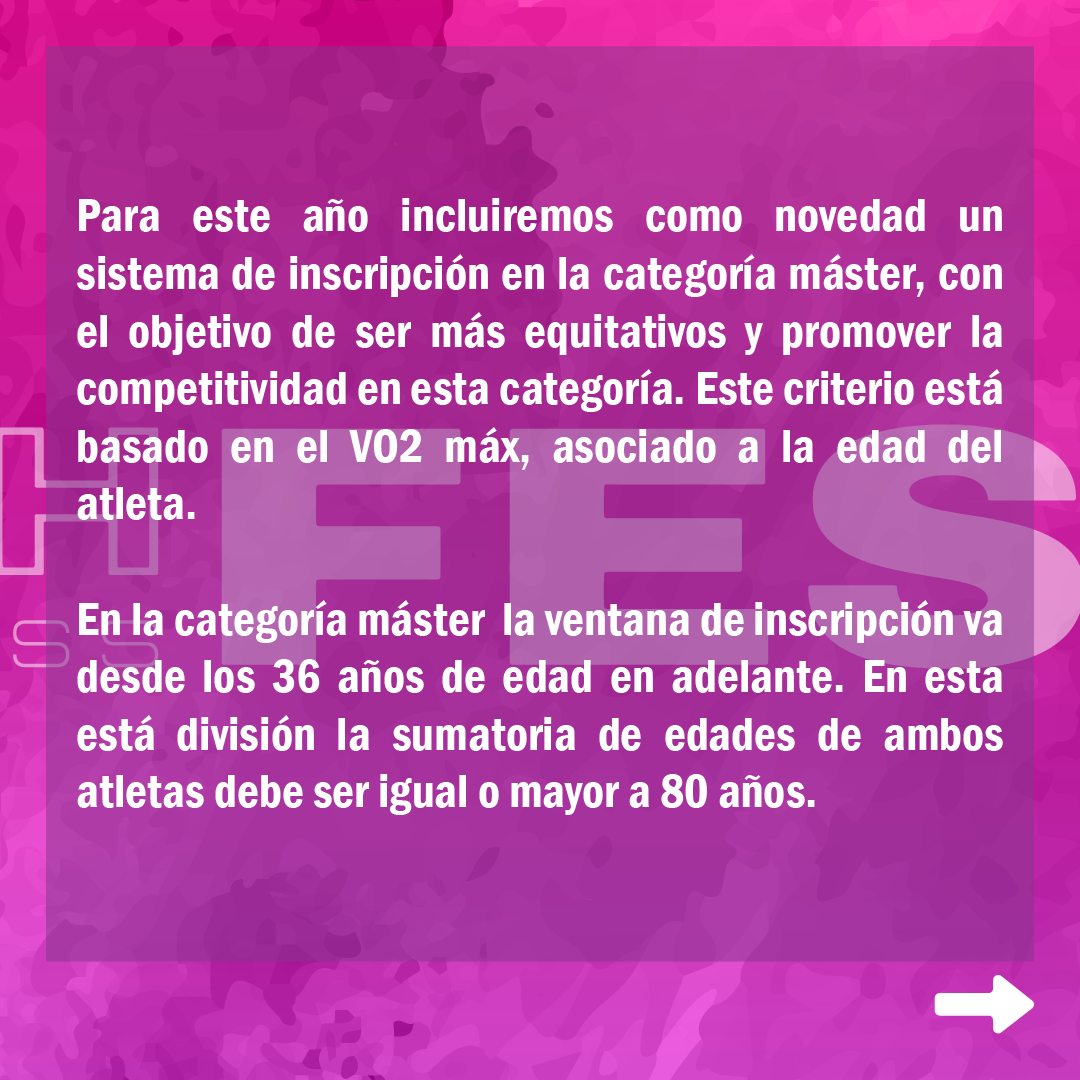 Para este año incluiremos como novedad un
sistema de inscripción en la categoría máster, con
el objetivo de ser más equitativos y promover la
competitividad en esta categoría. Este criterio está
basado en el VO2 máx, asociado a la edad del
atleta.
H FES
ss
En la categoría máster la ventana de inscripción va
desde los 36 años de edad en adelante. En esta
está división la sumatoria de edades de ambos
atletas debe ser igual o mayor a 80 años.